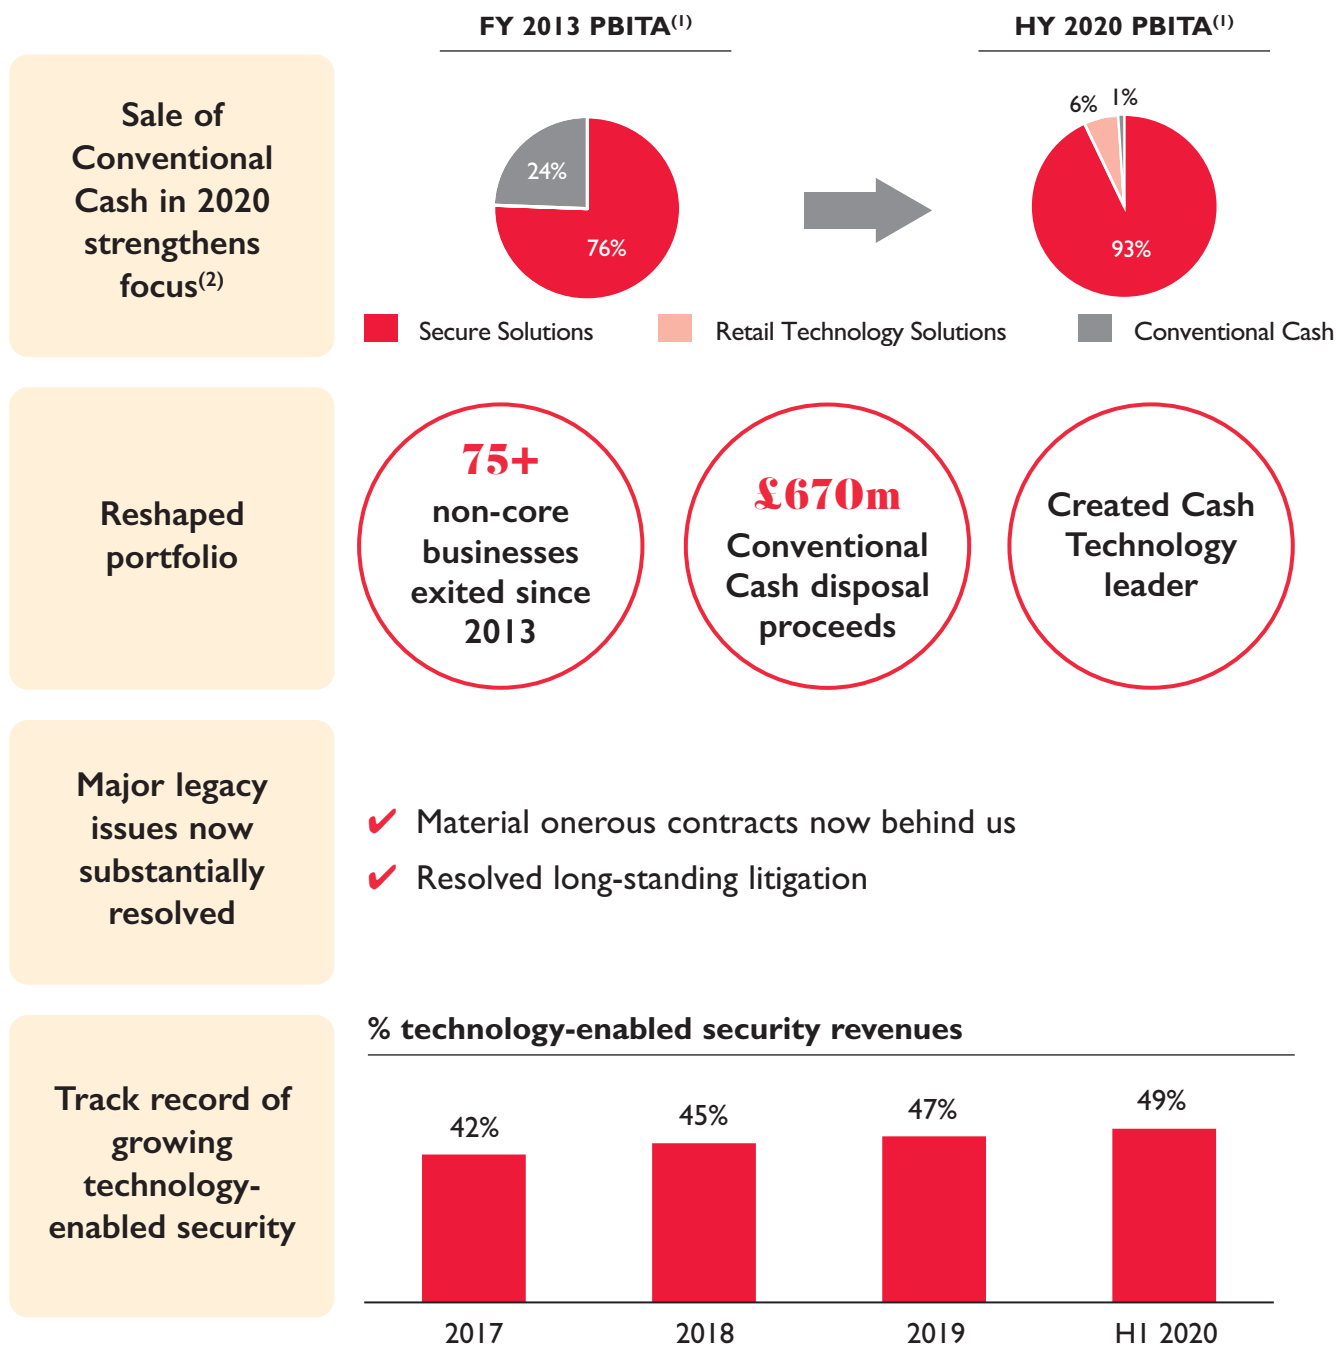 FY 2013 PBITA(1)
HY 2020 PBITA(1)
Sale of
Conventional
Cash in 2020
strengthens
focus(2)
24%
76%
6%
1%
93%
Secure Solutions
Retail Technology Solutions
Conventional Cash
Reshaped
portfolio
75+
non-core
businesses
exited since
2013
£670m
Conventional
Cash disposal
proceeds
Created Cash
Technology
leader
Major legacy
issues now
substantially
resolved
✔ Material onerous contracts now behind us
✔ Resolved long-standing litigation
Track record of
growing
technology-
enabled security
% technology-enabled security revenues
42%
45%
47%
49%
2017
2018
2019
H1 2020